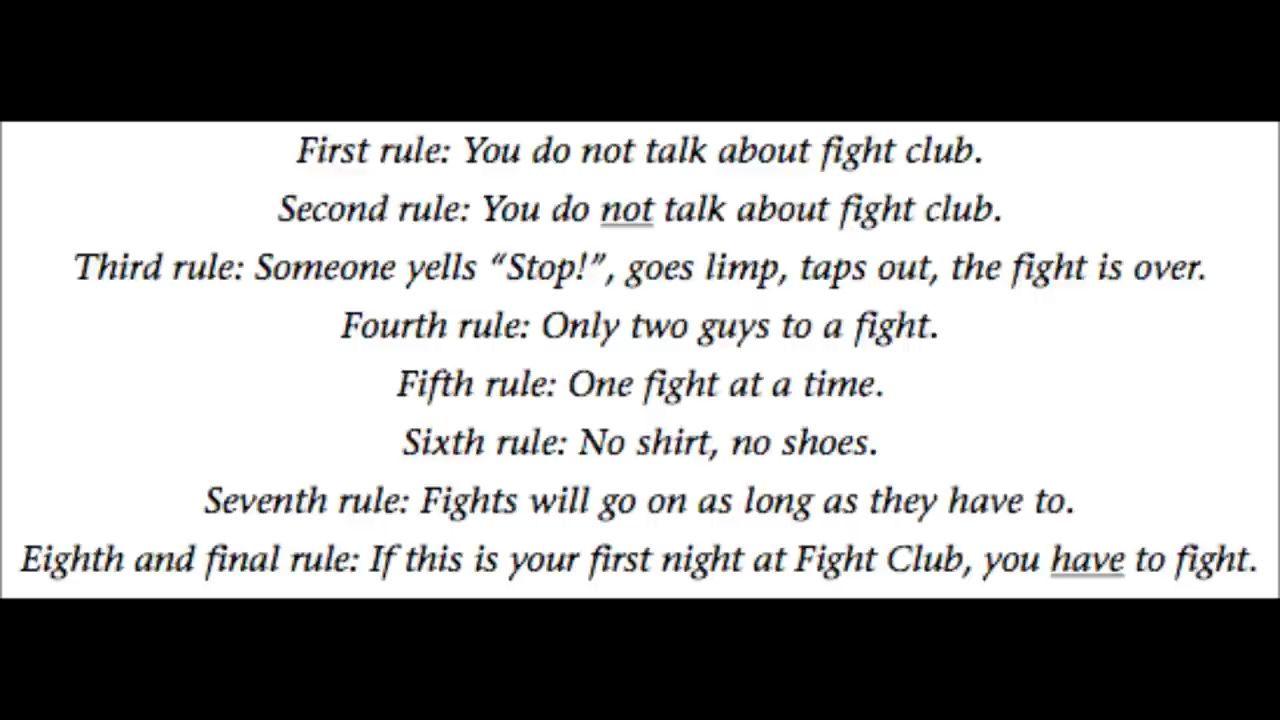 First rule: You do not talk about fight club.
Second rule: You do not talk about fight club.
Third rule: Someone yells “Stop!”, goes limp, taps out, the fight is over.
Fourth rule: Only two guys to a fight.
Fifth rule: One fight at a time.
Sixth rule: No shirt, no shoes.
Seventh rule: Fights will go on as long as they have to.
Eighth and final rule: If this is your first night at Fight Club, you have to fight.